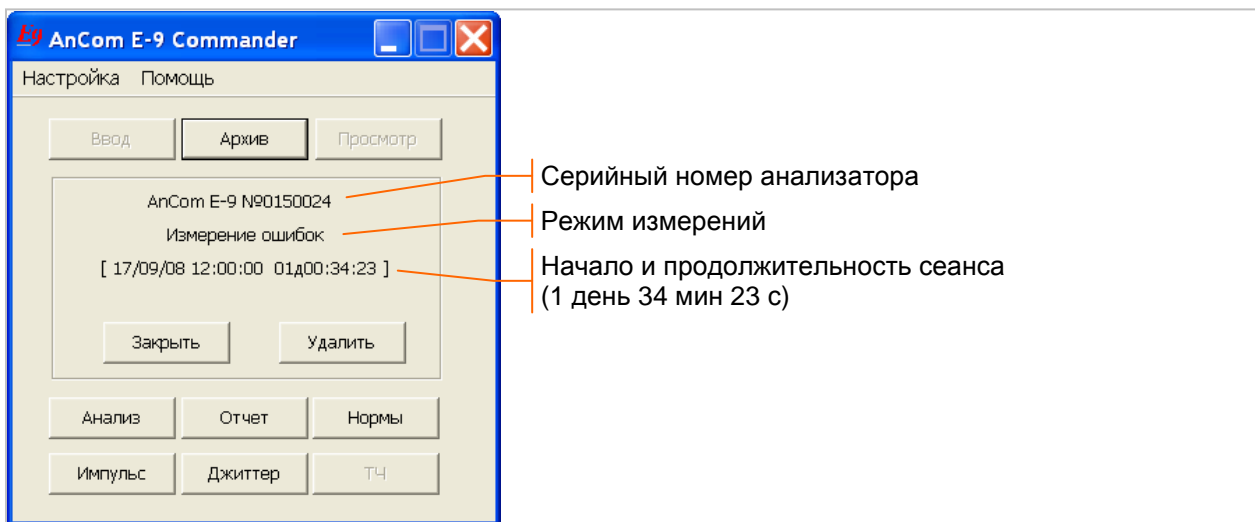 E9 AnCom E-9 Commander
Настройка Помощь
Ввод Архив Просмотр
AnCom E-9 №0150024
Измерение ошибок
[ 17/09/08 12:00:00 01д00:34:23 ]
Закрыть Удалить
Анализ Отчет Нормы
Импульс Джиттер ТЧ
Серийный номер анализатора
Режим измерений
Начало и продолжительность сеанса
(1 день 34 мин 23 с)